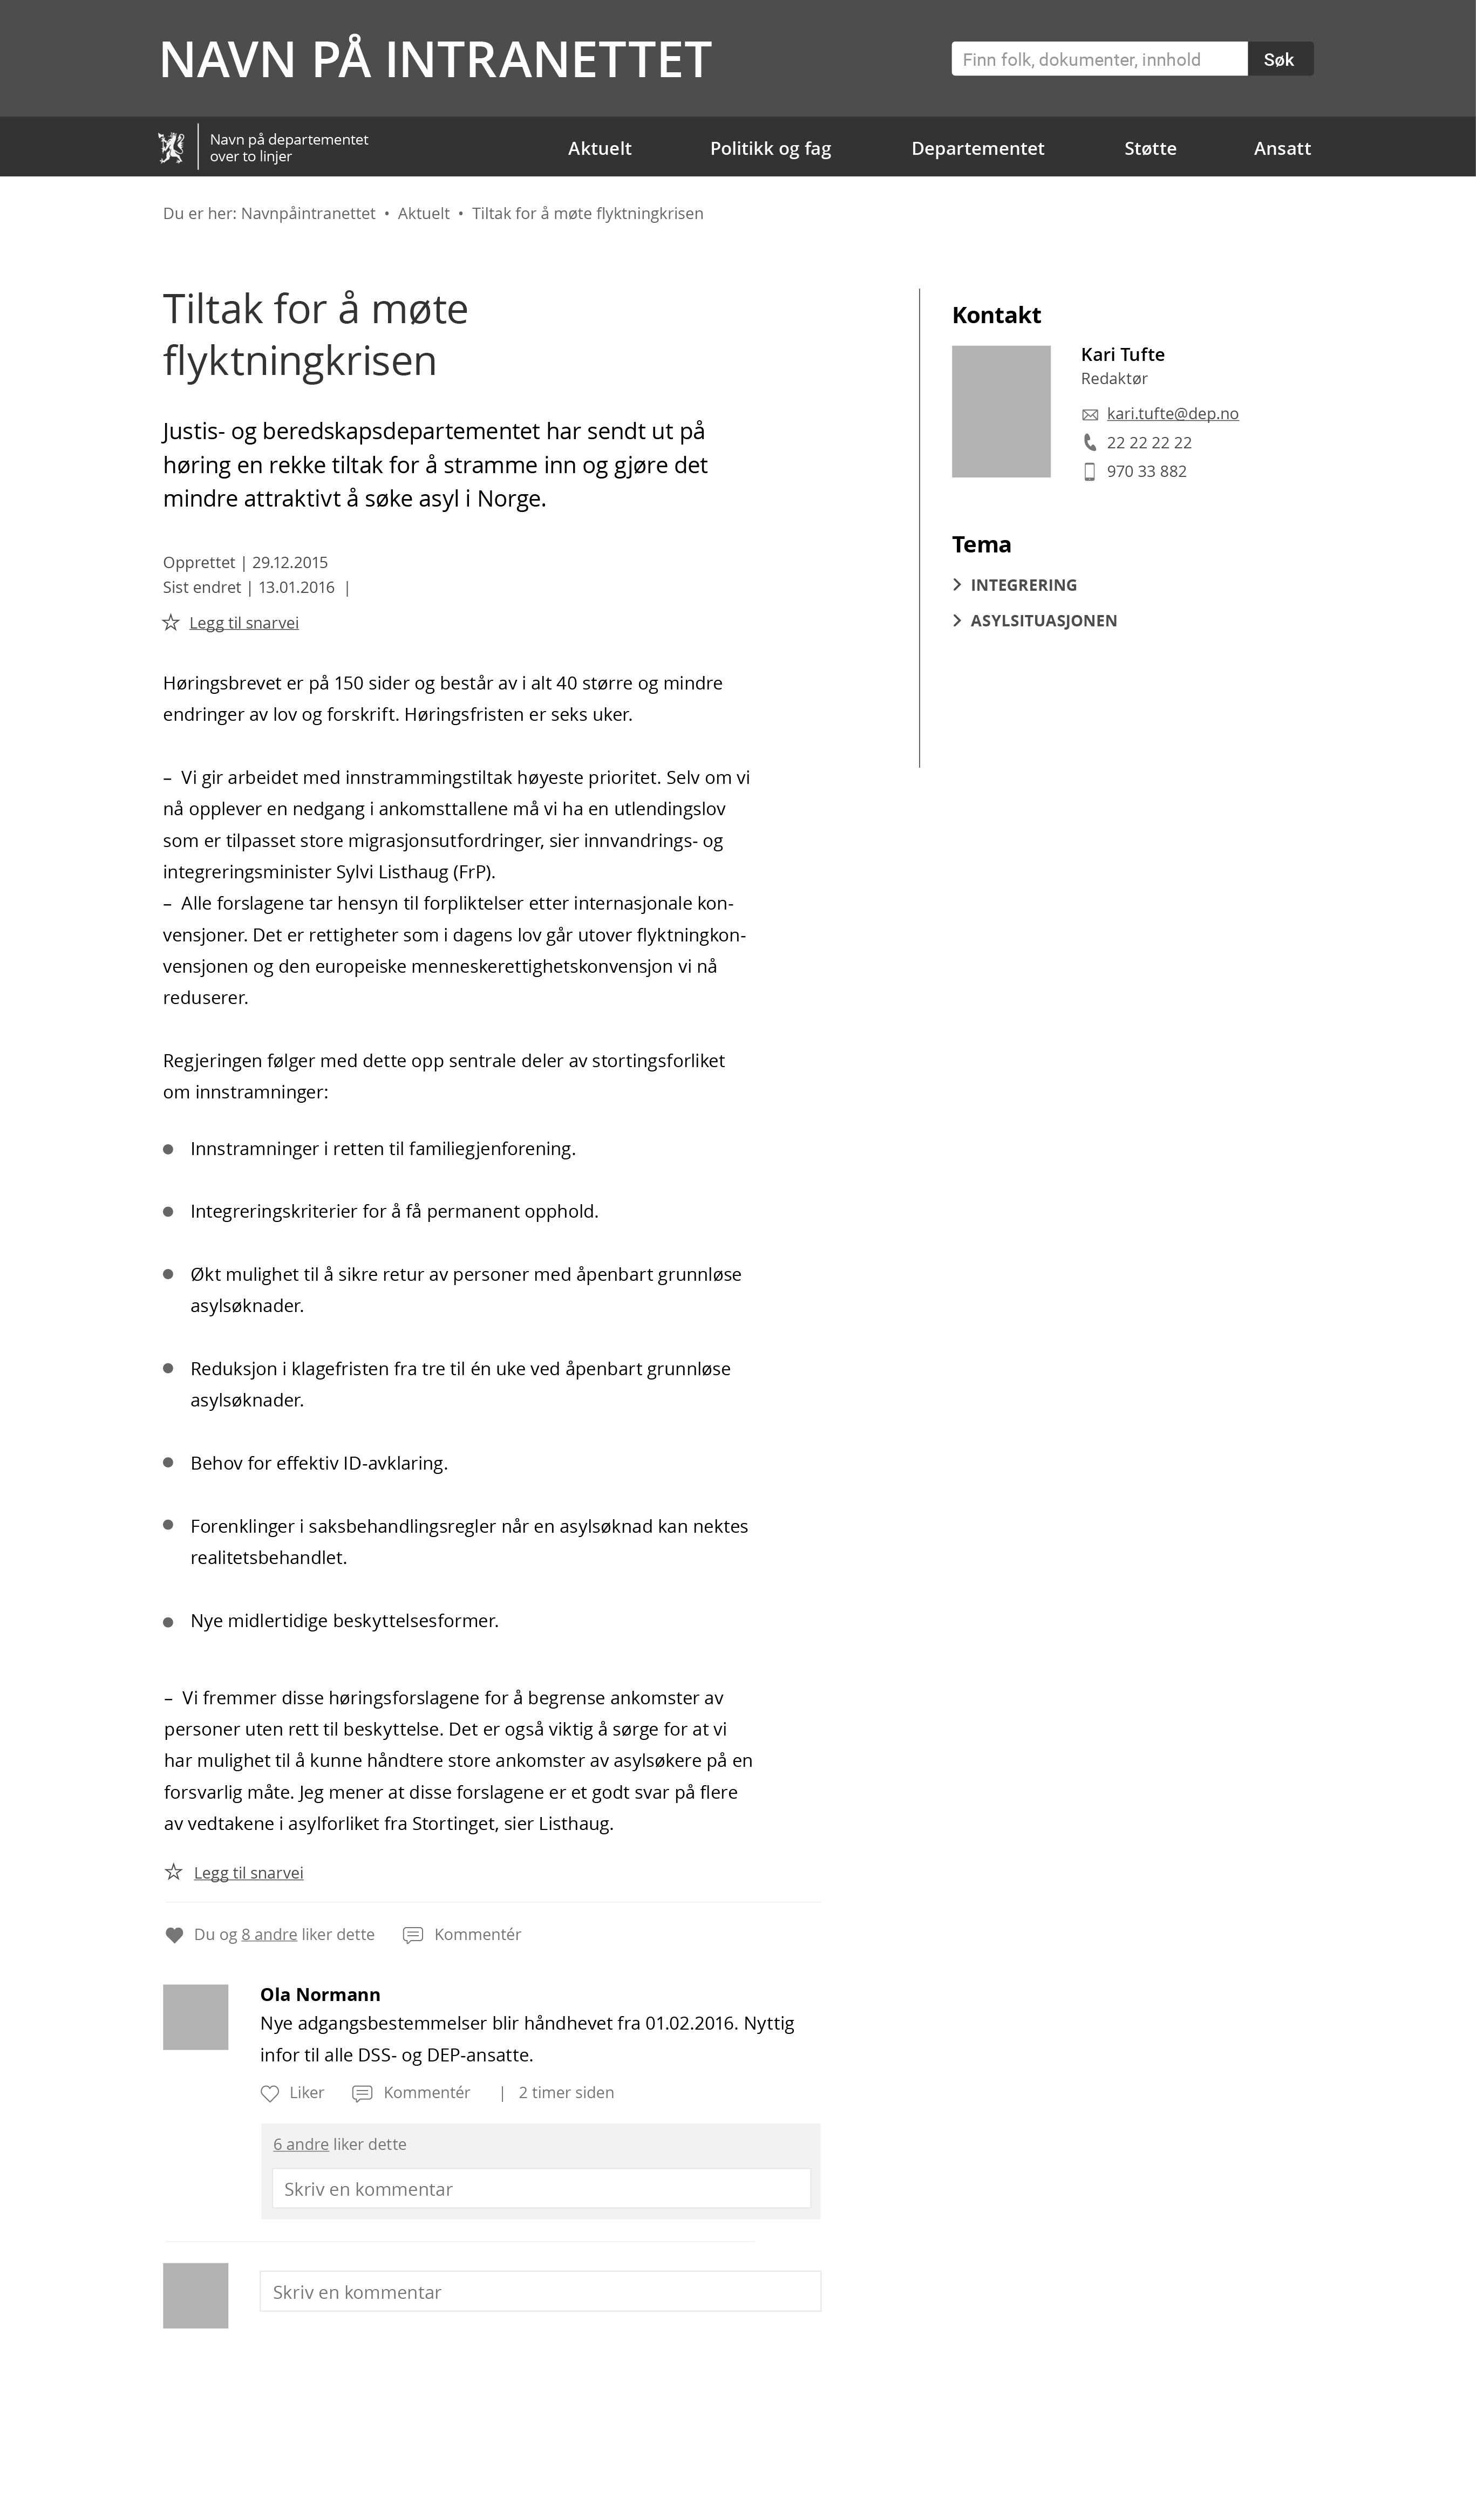 NAVN PÅ INTRANETTET
Finn folk, dokumenter, innhold
Søk
Navn på departementet
over to linjer
Aktuelt
Politikk og fag
Departementet
Støtte
Ansatt
Du er her: Navnpåintranettet • Aktuelt • Tiltak for å møte flyktningkrisen
Tiltak for å møte
flyktningkrisen
Justis- og beredskapsdepartementet har sendt ut på
høring en rekke tiltak for å stramme inn og gjøre det
mindre attraktivt å søke asyl i Norge.
Opprettet | 29.12.2015
Sist endret | 13.01.2016 |
Legg til snarvei
Høringsbrevet er på 150 sider og består av i alt 40 større og mindre
endringer av lov og forskrift. Høringsfristen er seks uker.
– Vi gir arbeidet med innstrammingstiltak høyeste prioritet. Selv om vi
nå opplever en nedgang i ankomsttallene må vi ha en utlendingslov
som er tilpasset store migrasjonsutfordringer, sier innvandrings- og
integreringsminister Sylvi Listhaug (FrP).
– Alle forslagene tar hensyn til forpliktelser etter internasjonale kon-
vensjoner. Det er rettigheter som i dagens lov går utover flyktningkon-
vensjonen og den europeiske menneskerettighetskonvensjon vi nå
reduserer.
Regjeringen følger med dette opp sentrale deler av stortingsforliket
om innstramninger:
● Innstramninger i retten til familiegjenforening.
● Integreringskriterier for å få permanent opphold.
● Økt mulighet til å sikre retur av personer med åpenbart grunnløse
asylsøknader.
● Reduksjon i klagefristen fra tre til én uke ved åpenbart grunnløse
asylsøknader.
● Behov for effektiv ID-avklaring.
● Forenklinger i saksbehandlingsregler når en asylsøknad kan nektes
realitetsbehandlet.
● Nye midlertidige beskyttelsesformer.
– Vi fremmer disse høringsforslagene for å begrense ankomster av
personer uten rett til beskyttelse. Det er også viktig å sørge for at vi
har mulighet til å kunne håndtere store ankomster av asylsøkere på en
forsvarlig måte. Jeg mener at disse forslagene er et godt svar på flere
av vedtakene i asylforliket fra Stortinget, sier Listhaug.
Legg til snarvei
Du og 8 andre liker dette
Kommentér
Ola Normann
Nye adgangsbestemmelser blir håndhevet fra 01.02.2016. Nyttig
infor til alle DSS- og DEP-ansatte.
Liker
Kommentér
| 2 timer siden
6 andre liker dette
Skriv en kommentar
Skriv en kommentar
Kontakt
Kari Tufte
Redaktør
kari.tufte@dep.no
22 22 22 22
970 33 882
Tema
INTEGRERING
ASYLSITUASJONEN